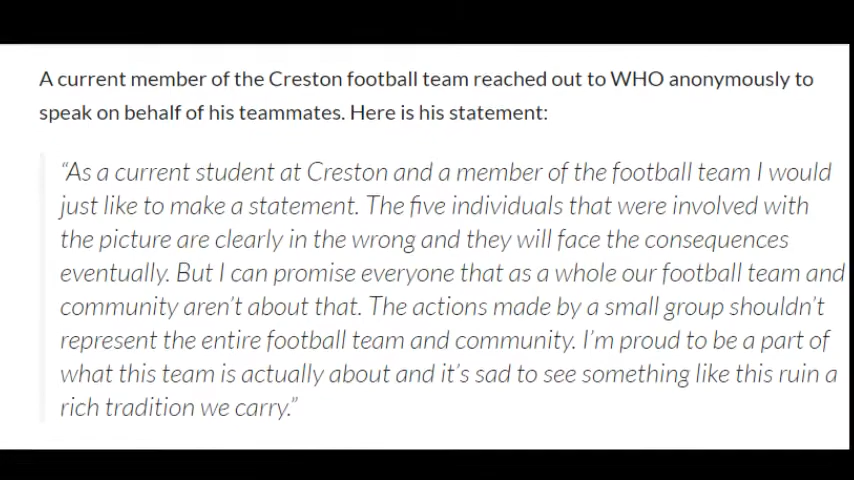 A current member of the Creston football team reached out to WHO anonymously to
speak on behalf of his teammates. Here is his statement:
“As a current student at Creston and a member of the football team I would
just like to make a statement. The five individuals that were involved with
the picture are clearly in the wrong and they will face the consequences
eventually. But I can promise everyone that as a whole our football team and
community aren’t about that. The actions made by a small group shouldn’t
represent the entire football team and community. I’m proud to be a part of
what this team is actually about and it’s sad to see something like this ruin a
rich tradition we carry.”